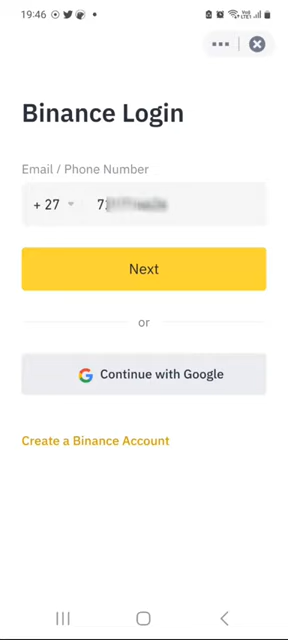 19:46
Binance Login
Email / Phone Number
+ 27
Next
or
Continue with Google
Create a Binance Account